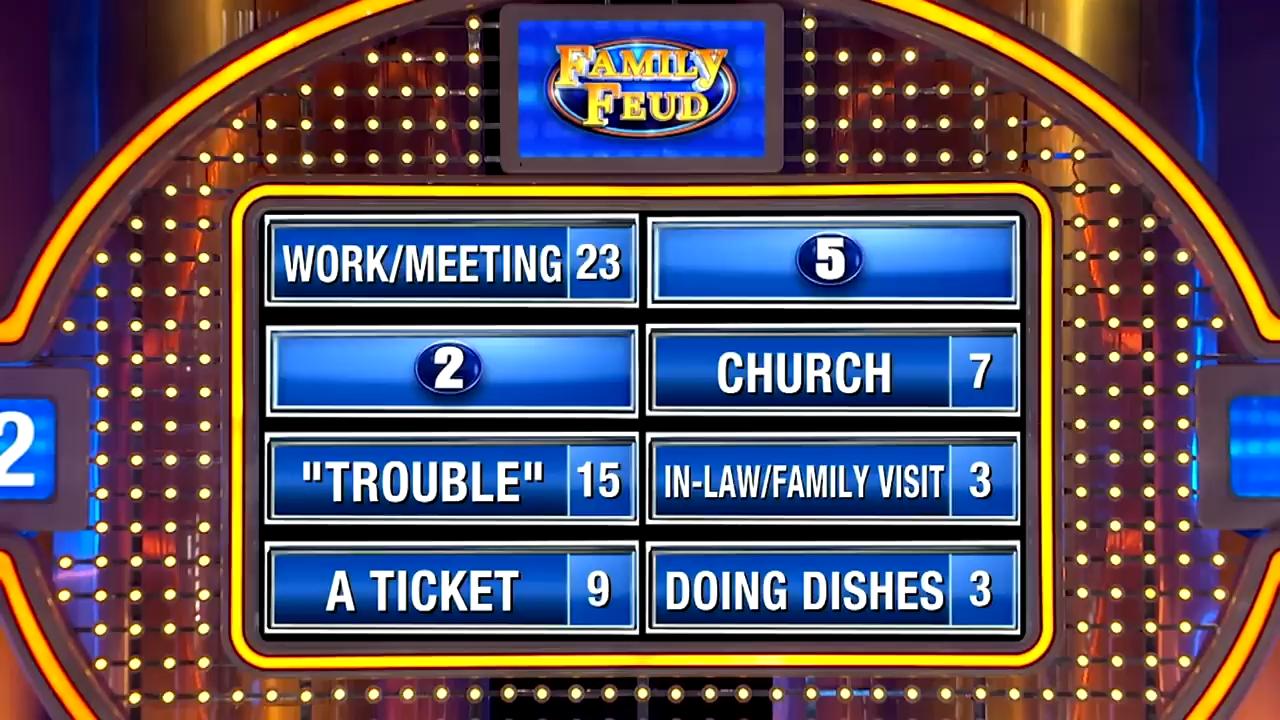 FAMILY
FEUD
WORK/MEETING 23
5
2
CHURCH 7
"TROUBLE" 15
IN-LAW/FAMILY VISIT 3
A TICKET 9
DOING DISHES 3
2